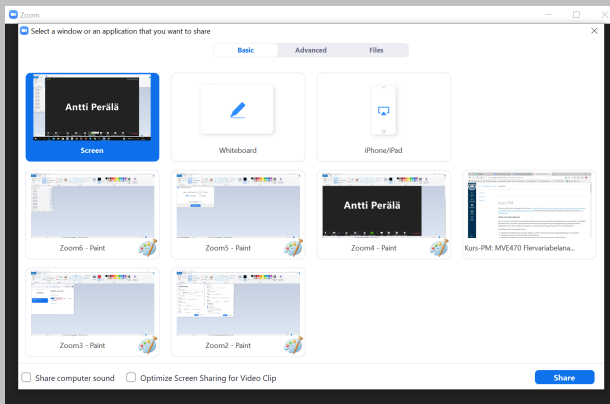 Zoom
Select a window or an application that you want to share
Basic Advanced Files
Antti Perälä
Screen
Whiteboard
iPhone/iPad
Zoom6 - Paint
Zoom5 - Paint
Antti Perälä
Zoom4 - Paint
Kurs-PM
Kurs-PM: MVE470 Flervariabelana...
Zoom3 - Paint
Zoom2 - Paint
Share computer sound
Optimize Screen Sharing for Video Clip
Share